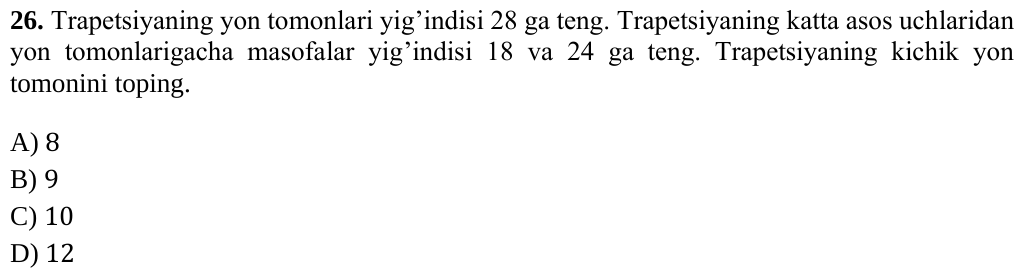 26. Trapetsiyaning yon tomonlari yig’indisi 28 ga teng. Trapetsiyaning katta asos uchlaridan
yon tomonlarigacha masofalar yig’indisi 18 va 24 ga teng. Trapetsiyaning kichik yon
tomonini toping.
A) 8
B) 9
C) 10
D) 12